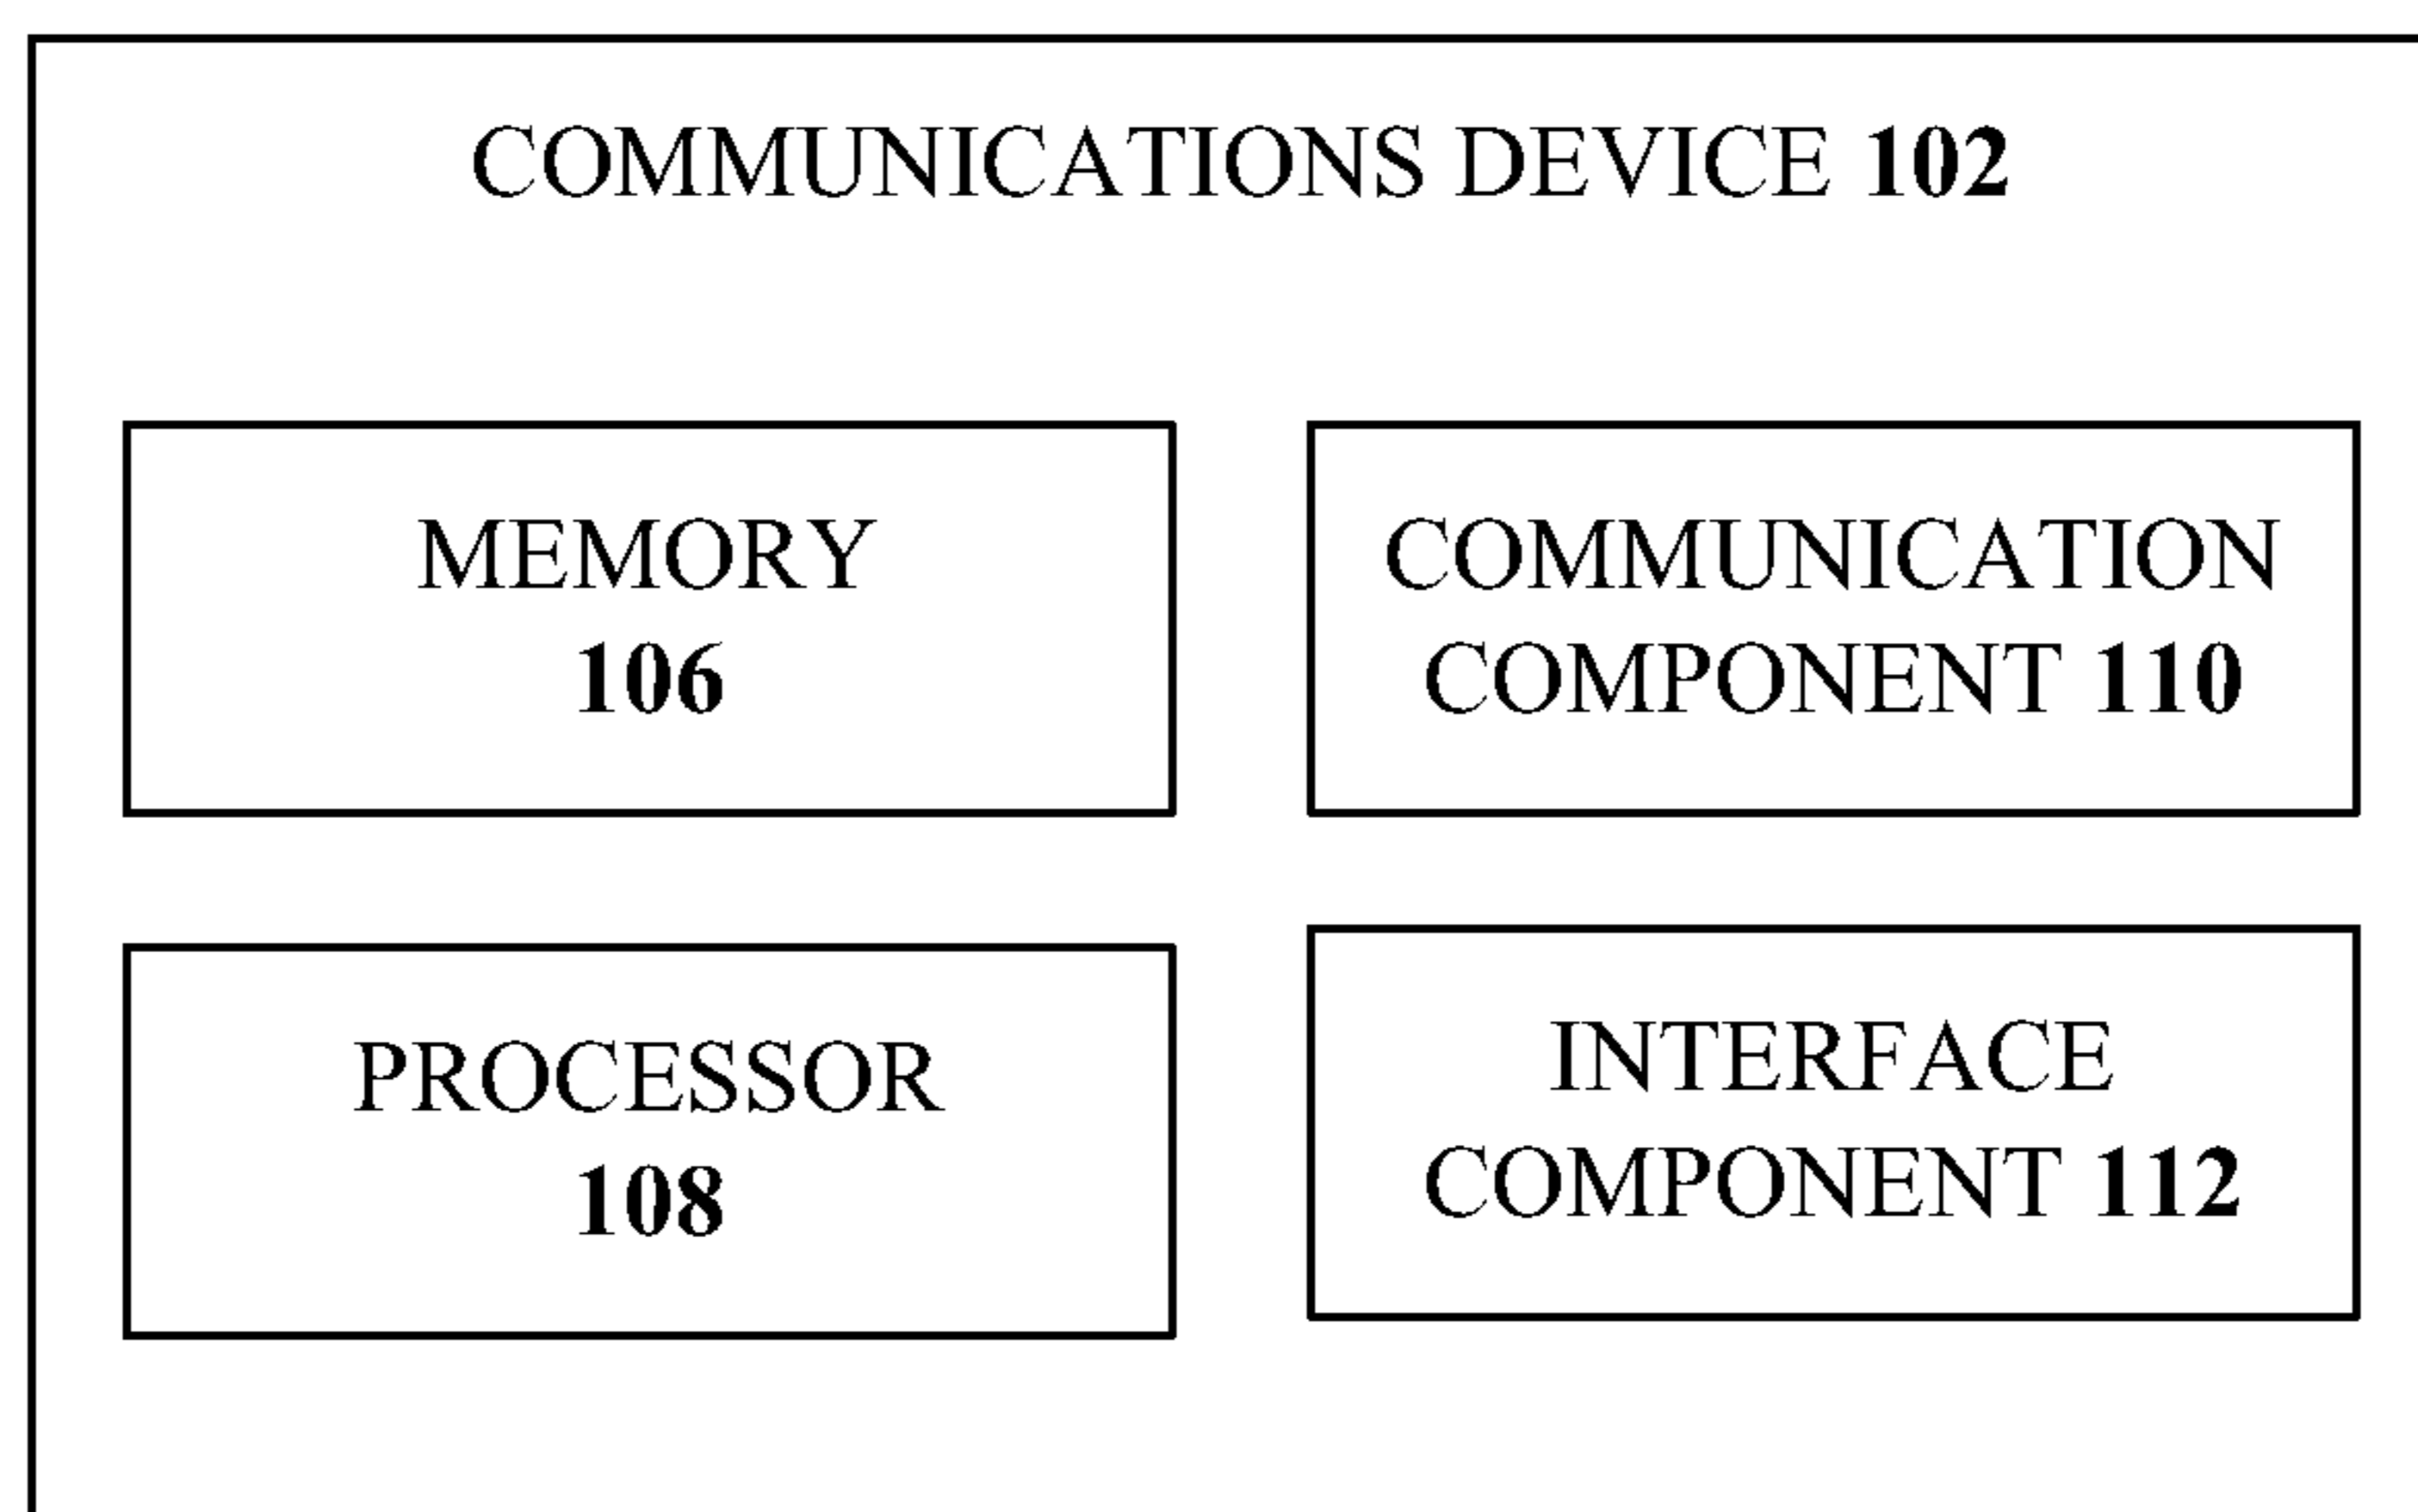 COMMUNICATIONS DEVICE 102
MEMORY
106
COMMUNICATION
COMPONENT 110
PROCESSOR
108
INTERFACE
COMPONENT 112